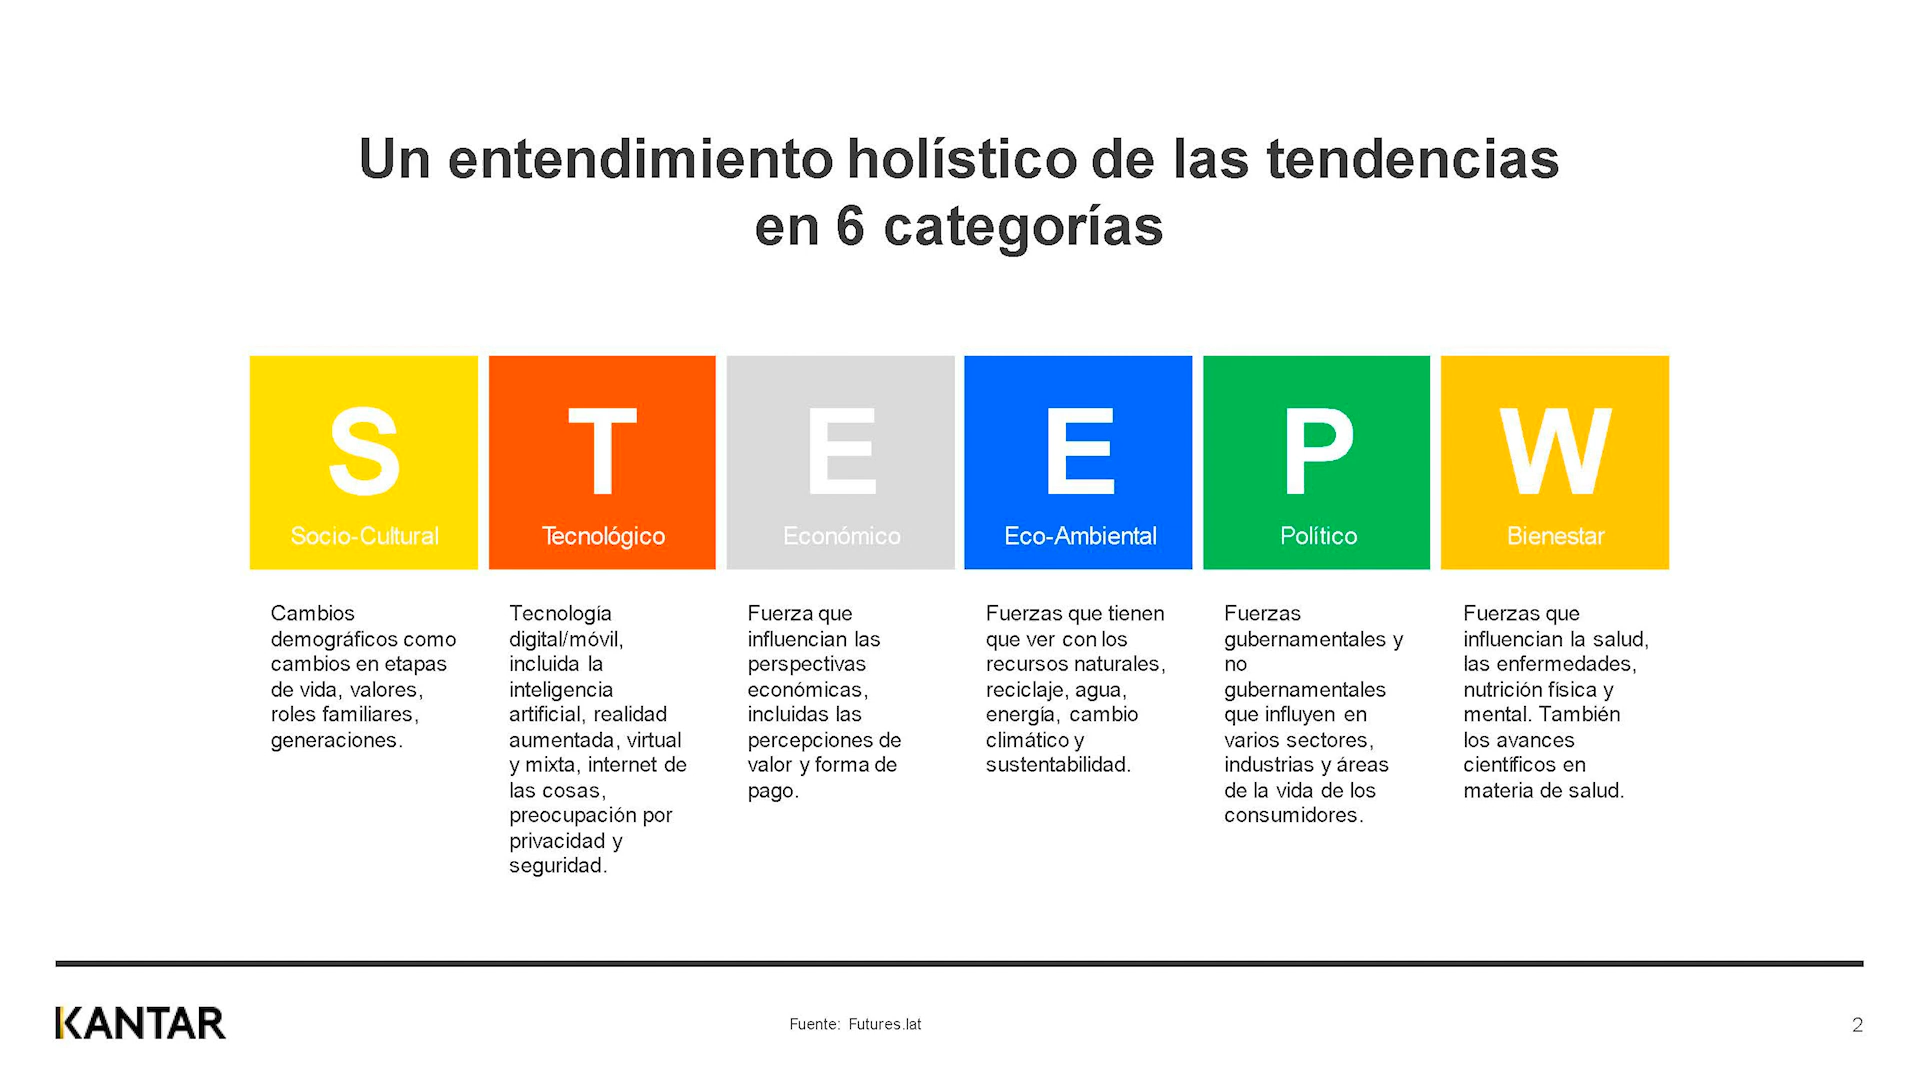 Un entendimiento holístico de las tendencias
en 6 categorías
S
Socio-Cultural
T
Tecnológico
E
Económico
E
Eco-Ambiental
P
Político
W
Bienestar
Cambios
demográficos como
cambios en etapas
de vida, valores,
roles familiares,
generaciones.
Tecnología
digital/móvil,
incluida la
inteligencia
artificial, realidad
aumentada, virtual
y mixta, internet de
las cosas,
preocupación por
privacidad y
seguridad.
Fuerza que
influencian las
perspectivas
económicas,
incluidas las
percepciones de
valor y forma de
pago.
Fuerzas que tienen
que ver con los
recursos naturales,
reciclaje, agua,
energía, cambio
climático y
sustentabilidad.
Fuerzas
gubernamentales y
no
gubernamentales
que influyen en
varios sectores,
industrias y áreas
de la vida de los
consumidores.
Fuerzas que
influencian la salud,
las enfermedades,
nutrición física y
mental. También
los avances
científicos en
materia de salud.
KANTAR
Fuente: Futures.lat
2